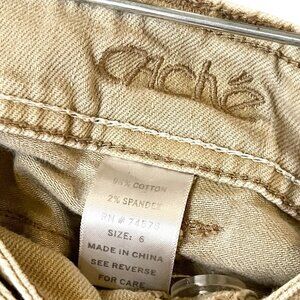 Caché
98% COTTON
2% SPANDEX
RN # 74578
SIZE: 6
MADE IN CHINA
SEE REVERSE
FOR CARE